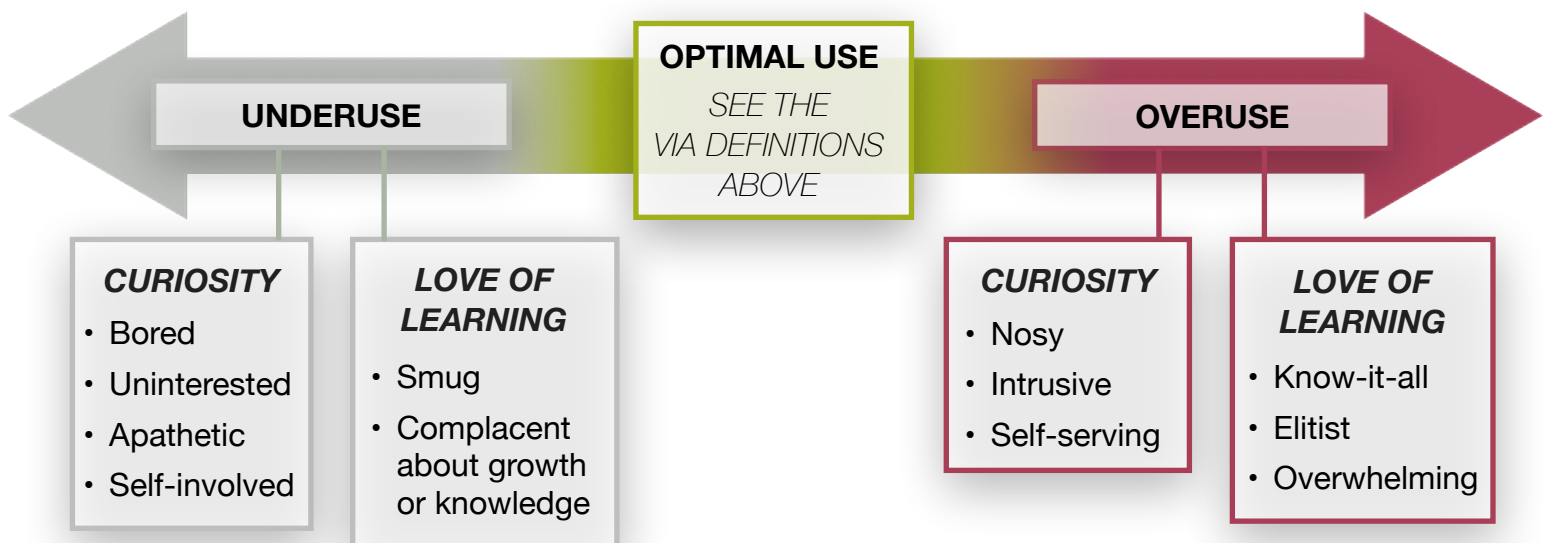 UNDERUSE
OPTIMAL USE
SEE THE
VIA DEFINITIONS
ABOVE
OVERUSE
CURIOSITY
• Bored
• Uninterested
• Apathetic
• Self-involved
LOVE OF
LEARNING
• Smug
• Complacent
about growth
or knowledge
CURIOSITY
• Nosy
• Intrusive
• Self-serving
LOVE OF
LEARNING
• Know-it-all
• Elitist
• Overwhelming